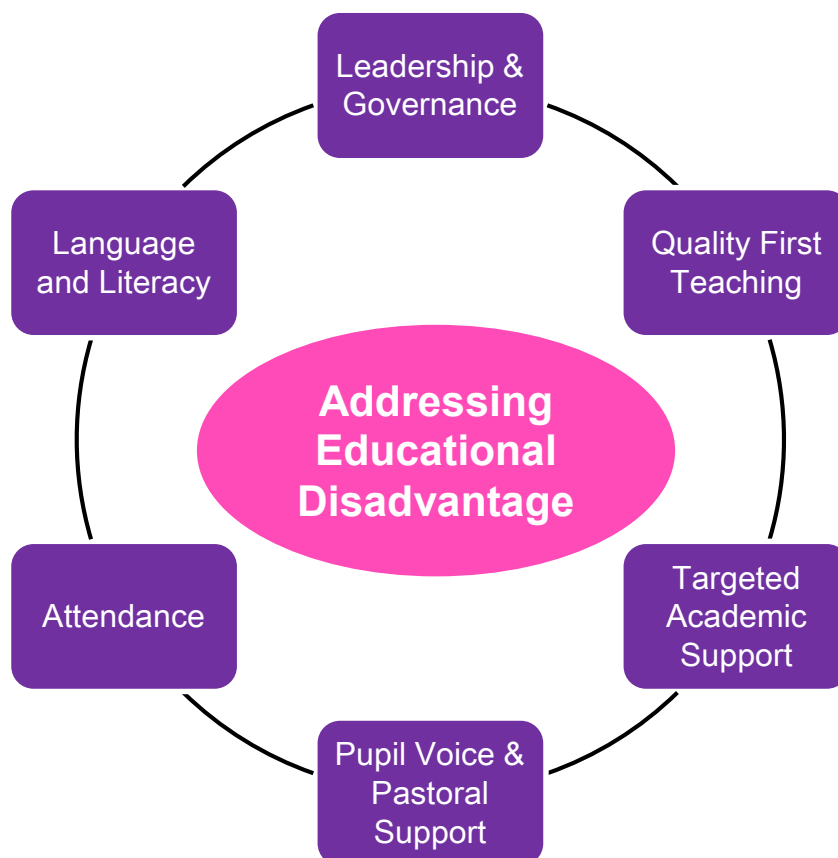 Leadership &
Governance
Quality First
Teaching
Targeted
Academic
Support
Pupil Voice &
Pastoral
Support
Attendance
Language
and Literacy
Addressing
Educational
Disadvantage